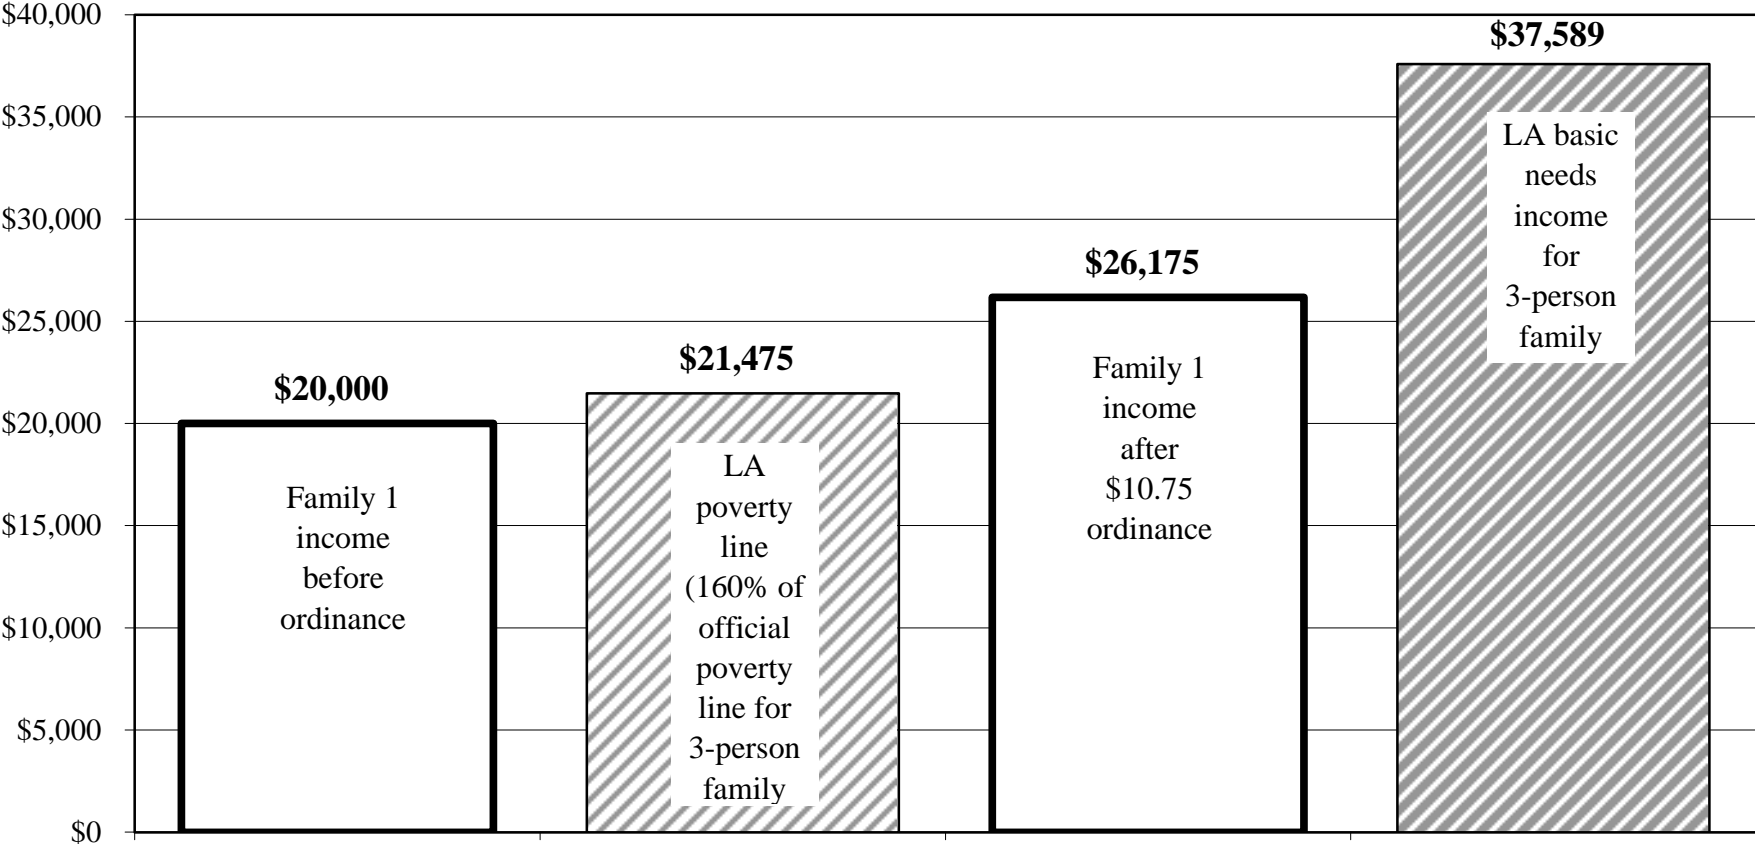 $40,000
$35,000
$30,000
$25,000
$20,000
$15,000
$10,000
$5,000
$0
$20,000
Family 1
income
before
ordinance
$21,475
LA
poverty
line
(160% of
official
poverty
line for
3-person
family
$26,175
Family 1
income
after
$10.75
ordinance
$37,589
LA basic
needs
income
for
3-person
family